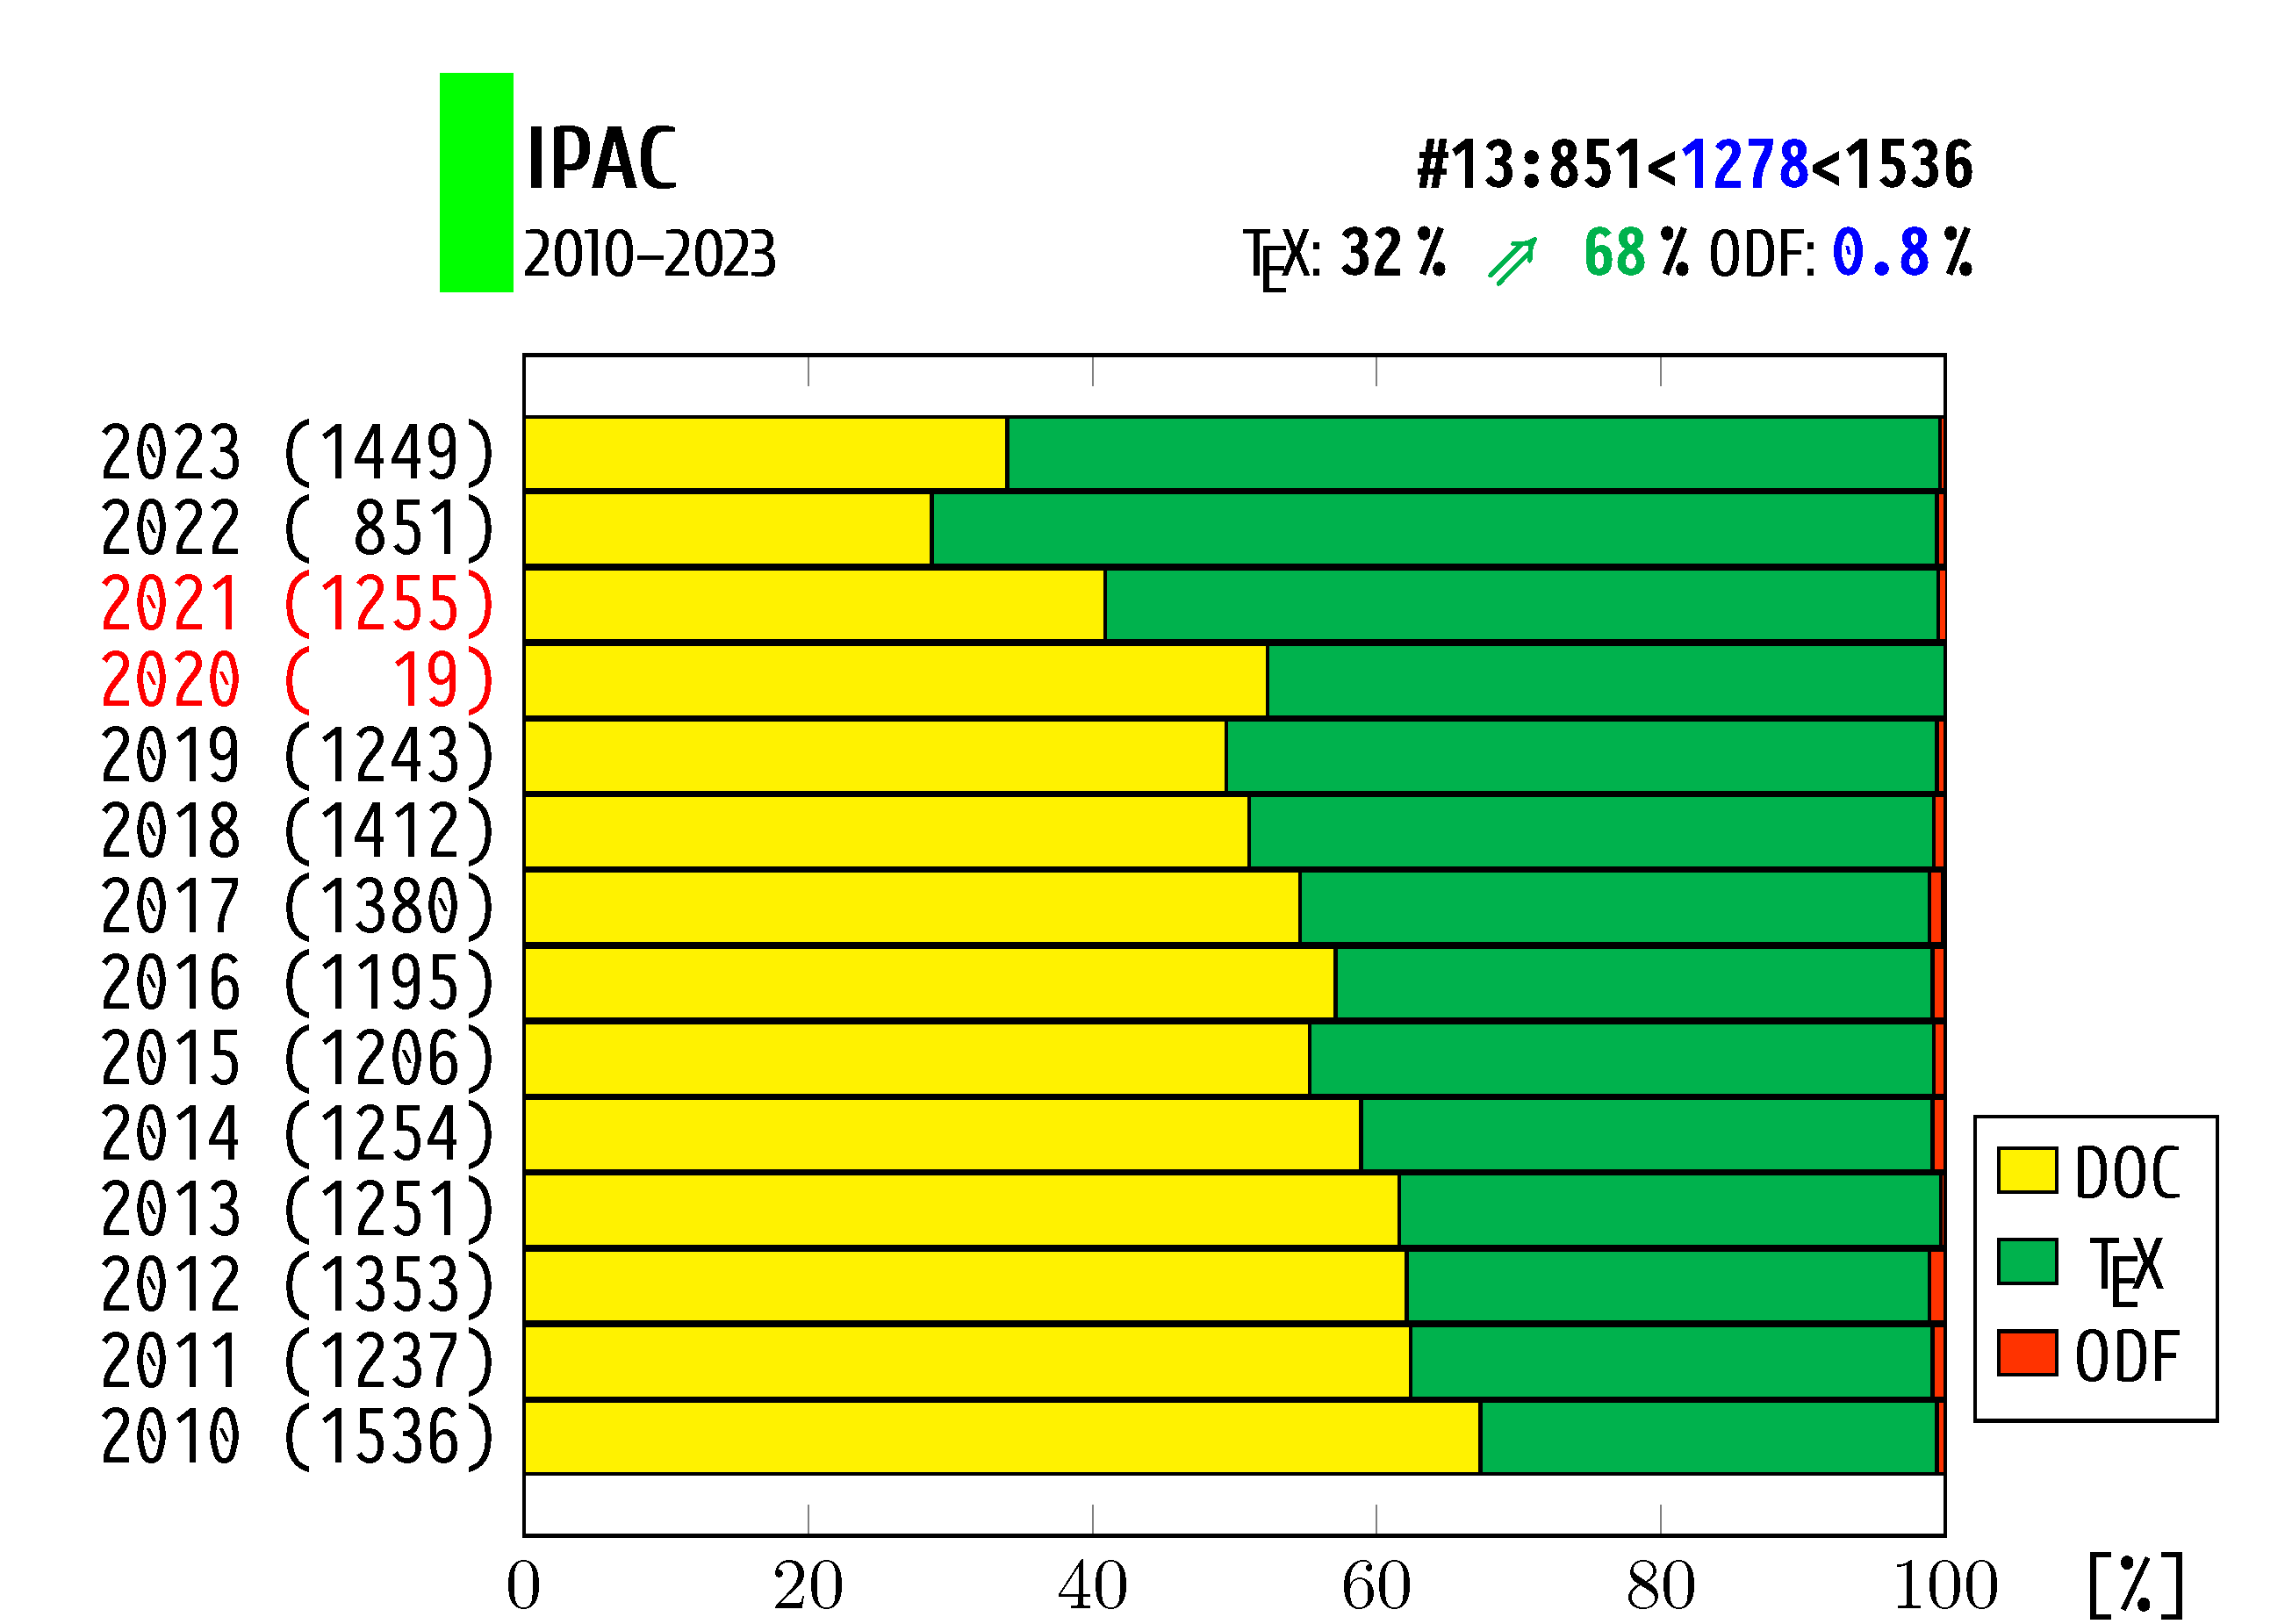 IPAC
#13:851<1278<1536
2010–2023
TEX: 32% ⇗ 68% ODF: 0.8%
2023 (1449)
2022 ( 851)
2021 (1255)
2020 (  19)
2019 (1243)
2018 (1412)
2017 (1380)
2016 (1195)
2015 (1206)
2014 (1254)
2013 (1251)
2012 (1353)
2011 (1237)
2010 (1536)
DOC
TEX
ODF
0 20 40 60 80 100 [%]